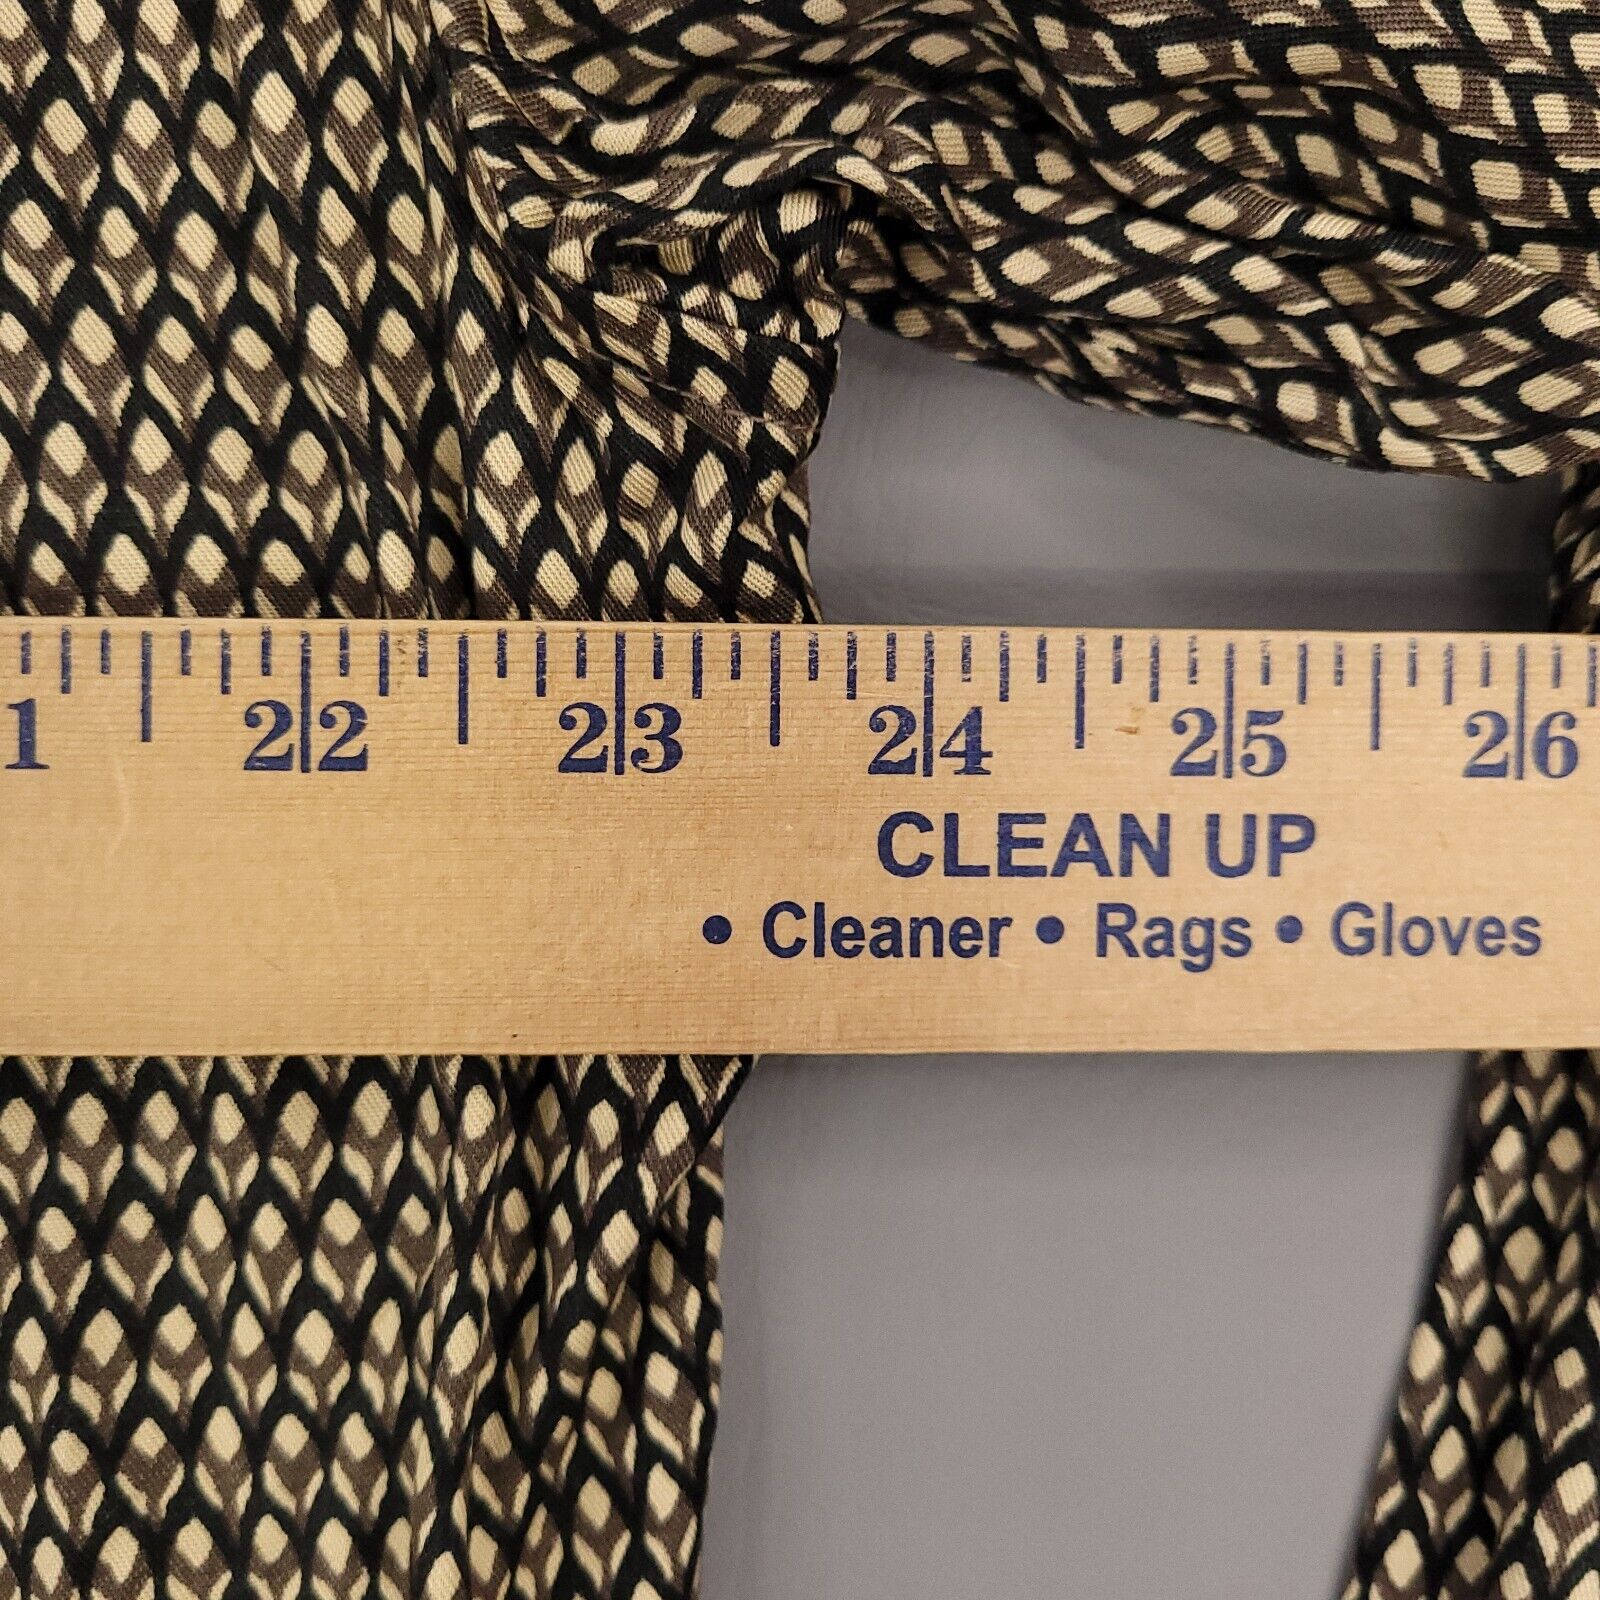 1 22 23 24 25 26
CLEAN UP
• Cleaner • Rags • Gloves